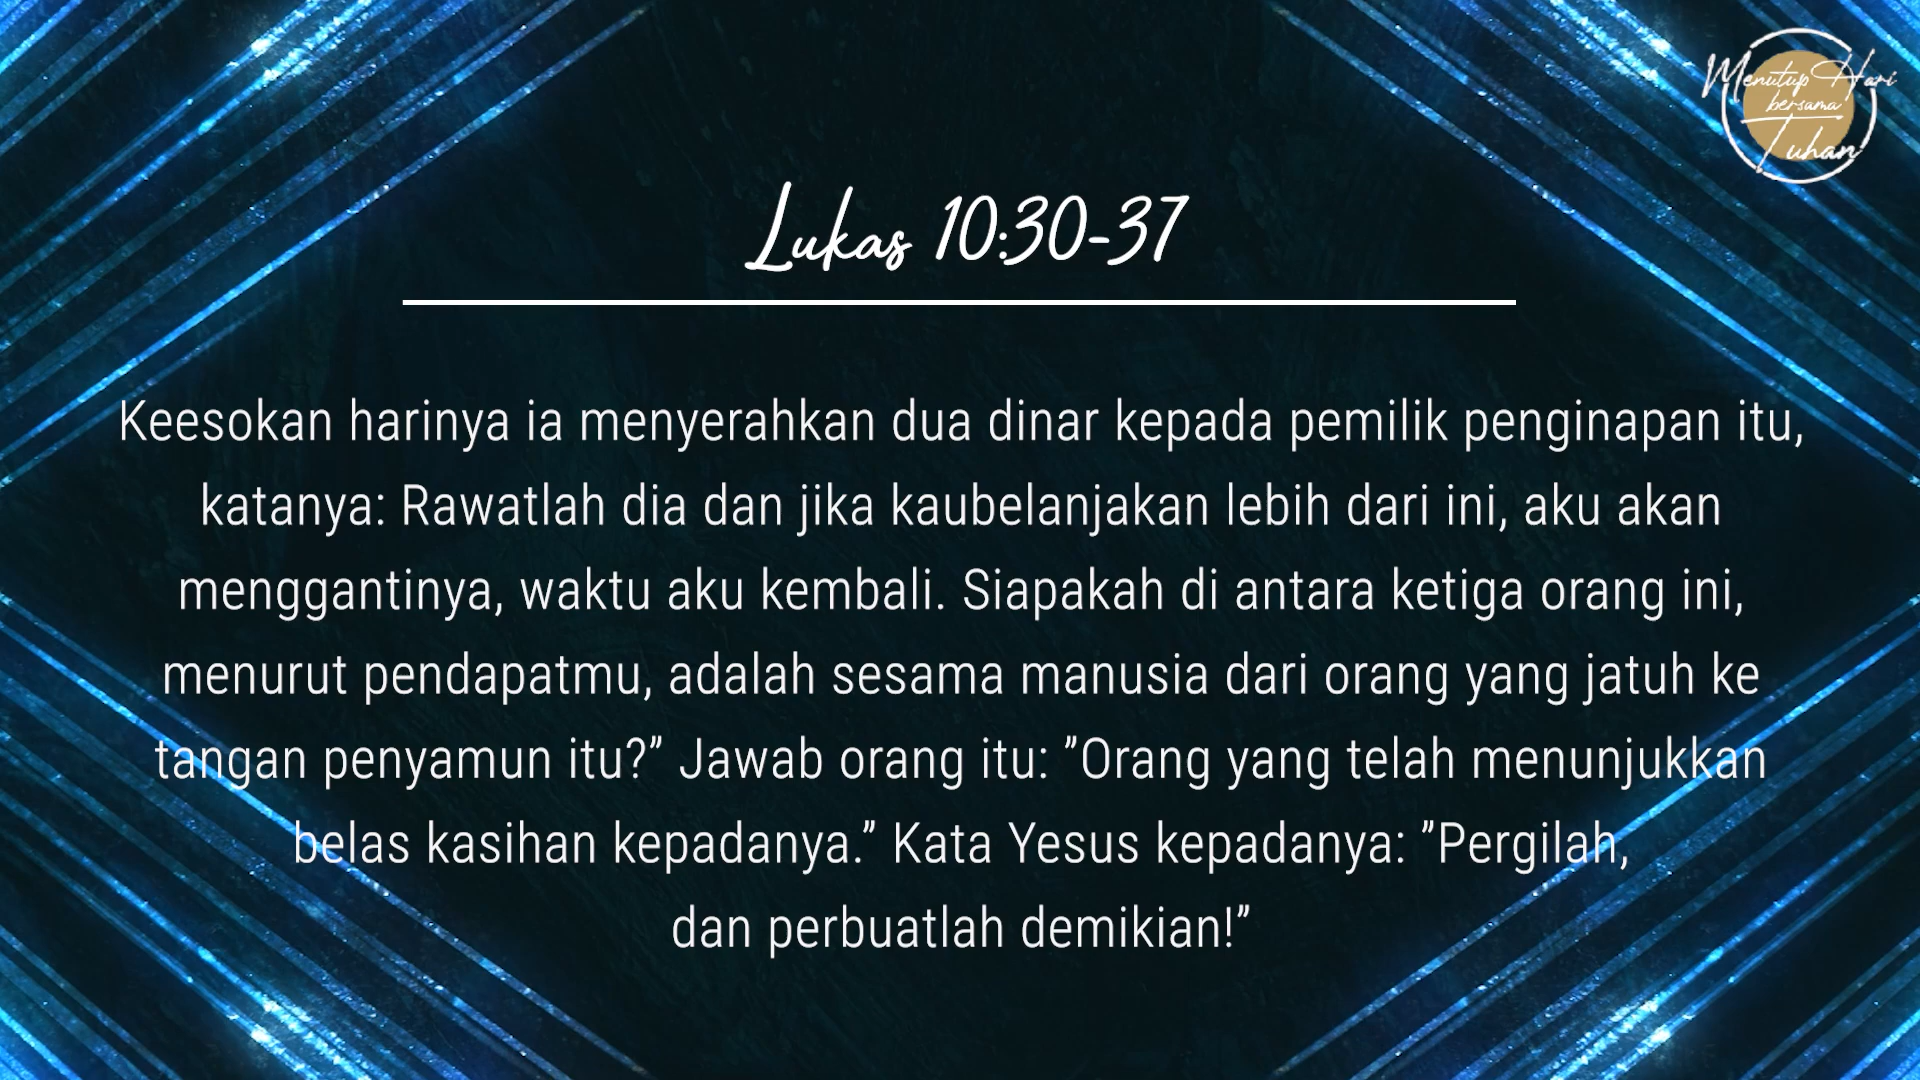 Menutup Hari
bersama
Tuhan
Lukas 10:30-37
Keesokan harinya ia menyerahkan dua dinar kepada pemilik penginapan itu,
katanya: Rawatlah dia dan jika kaubelanjakan lebih dari ini, aku akan
menggantinya, waktu aku kembali. Siapakah di antara ketiga orang ini,
menurut pendapatmu, adalah sesama manusia dari orang yang jatuh ke
tangan penyamun itu?” Jawab orang itu: ”Orang yang telah menunjukkan
belas kasihan kepadanya.” Kata Yesus kepadanya: ”Pergilah,
dan perbuatlah demikian!”